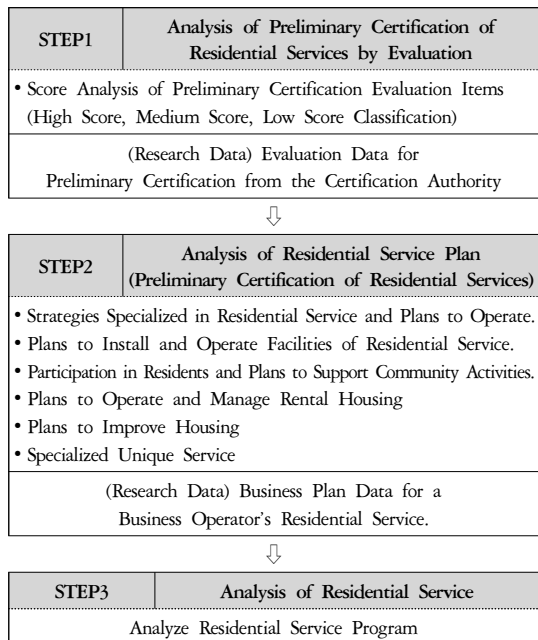 STEP1
Analysis of Preliminary Certification of
Residential Services by Evaluation
• Score Analysis of Preliminary Certification Evaluation Items
(High Score, Medium Score, Low Score Classification)
(Research Data) Evaluation Data for
Preliminary Certification from the Certification Authority
⇩
STEP2
Analysis of Residential Service Plan
(Preliminary Certification of Residential Services)
• Strategies Specialized in Residential Service and Plans to Operate.
• Plans to Install and Operate Facilities of Residential Service.
• Participation in Residents and Plans to Support Community Activities.
• Plans to Operate and Manage Rental Housing
• Plans to Improve Housing
• Specialized Unique Service
(Research Data) Business Plan Data for a
Business Operator's Residential Service.
⇩
STEP3
Analysis of Residential Service
Analyze Residential Service Program